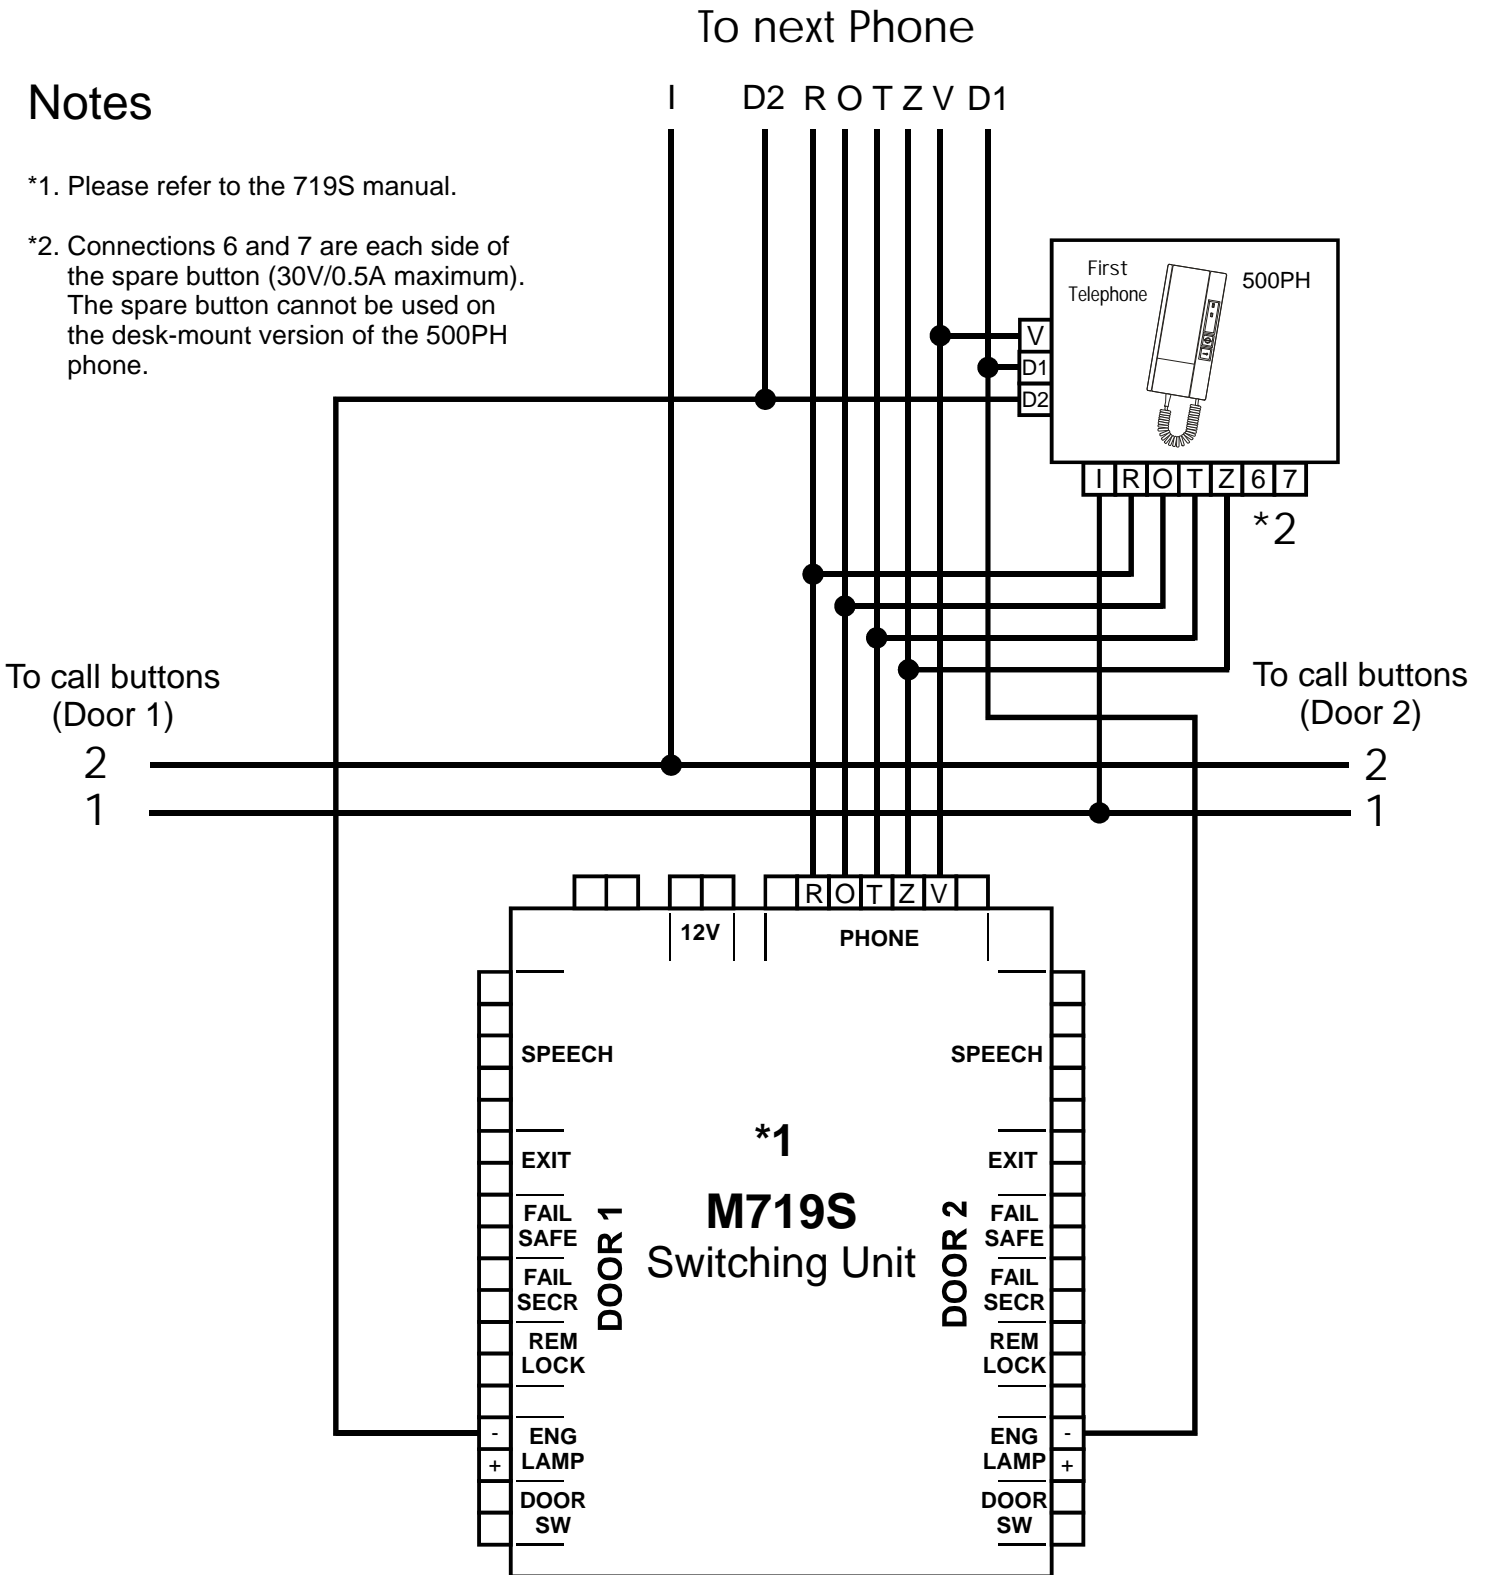 To next Phone
Notes
I D2 R O T Z V D1
*1. Please refer to the 719S manual.
*2. Connections 6 and 7 are each side of
the spare button (30V/0.5A maximum).
The spare button cannot be used on
the desk-mount version of the 500PH
phone.
First
Telephone
500PH
V
D1
D2
I R O T Z 6 7
*2
To call buttons
(Door 1)
2
1
To call buttons
(Door 2)
2
1
R O T Z V
12V
PHONE
SPEECH
EXIT
FAIL
SAFE
FAIL
SECR
REM
LOCK
- ENG
+ LAMP
DOOR
SW
DOOR 1
*1
M719S
Switching Unit
DOOR 2
SPEECH
EXIT
FAIL
SAFE
FAIL
SECR
REM
LOCK
ENG -
LAMP +
DOOR
SW